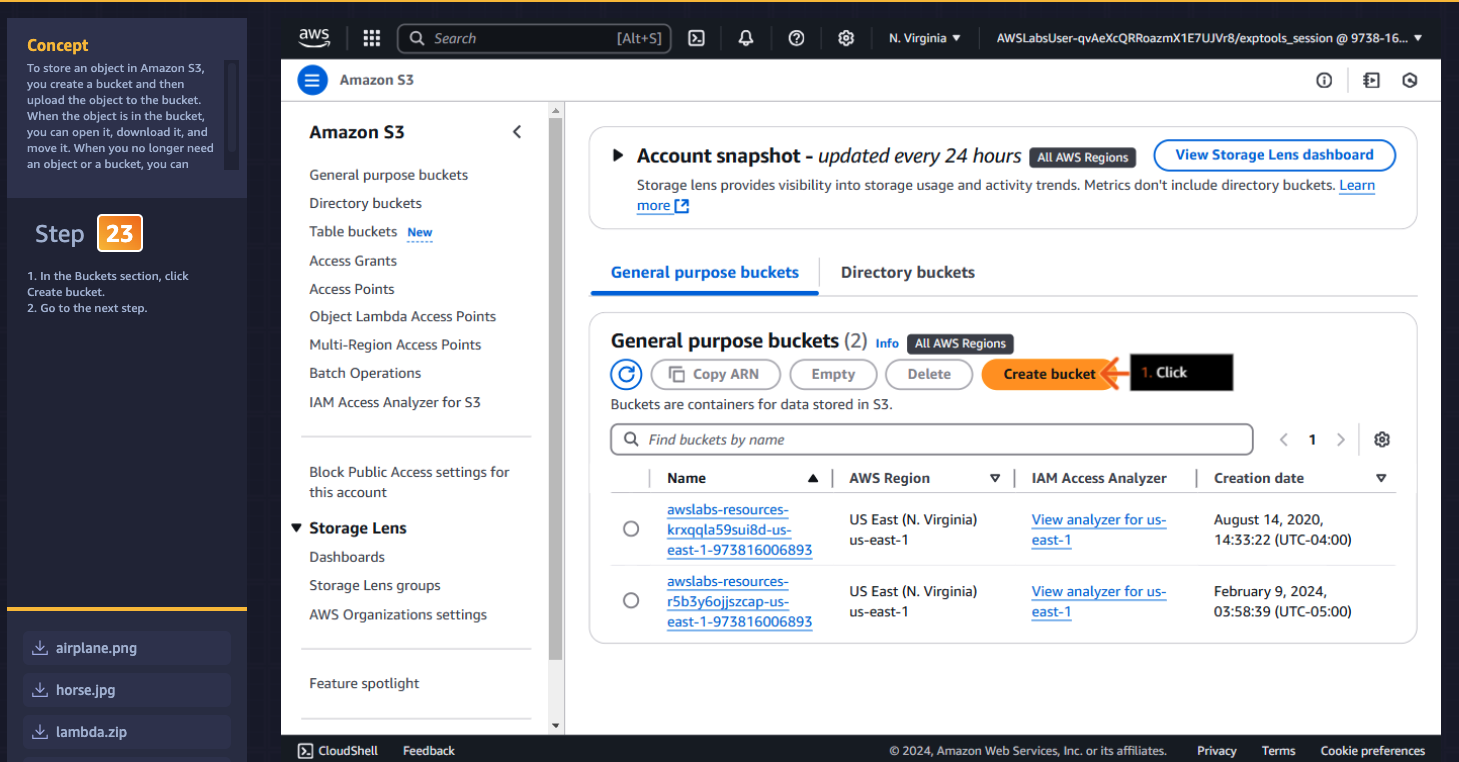 Concept
To store an object in Amazon S3,
you create a bucket and then
upload the object to the bucket.
When the object is in the bucket,
you can open it, download it, and
move it. When you no longer need
an object or a bucket, you can
Step 23
1. In the Buckets section, click
Create bucket.
2. Go to the next step.
airplane.png
horse.jpg
lambda.zip
aws
Search [Alt+S]
N. Virginia
AWSLabsUser-qvAeXcQRRoazmX1E7UJVr8/exptools_session @ 9738-16...
Amazon S3
Amazon S3
General purpose buckets
Directory buckets
Table buckets New
Access Grants
Access Points
Object Lambda Access Points
Multi-Region Access Points
Batch Operations
IAM Access Analyzer for S3
Block Public Access settings for
this account
Storage Lens
Dashboards
Storage Lens groups
AWS Organizations settings
Feature spotlight
Account snapshot - updated every 24 hours All AWS Regions
View Storage Lens dashboard
Storage lens provides visibility into storage usage and activity trends. Metrics don't include directory buckets. Learn
more
General purpose buckets Directory buckets
General purpose buckets (2) Info All AWS Regions
Copy ARN Empty Delete Create bucket
1. Click
Buckets are containers for data stored in S3.
Find buckets by name
1
Name AWS Region IAM Access Analyzer Creation date
awslabs-resources-
krxqqla59sui8d-us-
east-1-973816006893
US East (N. Virginia)
us-east-1
View analyzer for us-
east-1
August 14, 2020,
14:33:22 (UTC-04:00)
awslabs-resources-
r5b3y6ojjszcap-us-
east-1-973816006893
US East (N. Virginia)
us-east-1
View analyzer for us-
east-1
February 9, 2024,
03:58:39 (UTC-05:00)
CloudShell Feedback
© 2024, Amazon Web Services, Inc. or its affiliates. Privacy Terms Cookie preferences